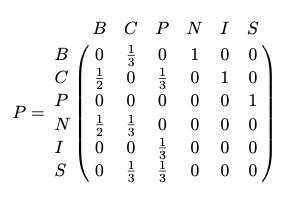 B C P N I S
B 0 1/3 0 1 0 0
C 1/2 0 1/3 0 1 0
P = P 0 0 0 0 0 1
N 1/2 1/3 0 0 0 0
I 0 0 1/3 0 0 0
S 0 1/3 1/3 0 0 0